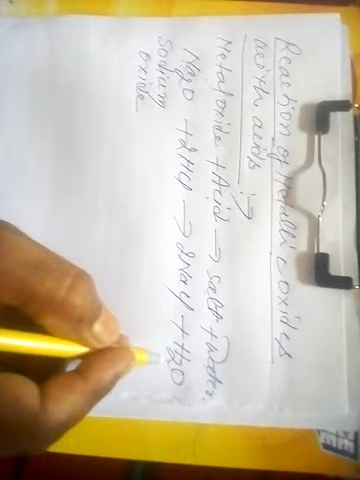 Reaction of Metallic oxides
with acids :->
Metal oxide + Acid -> salt + water.
Na2O + 2HCl -> 2NaCl + H2O
Sodium
oxide